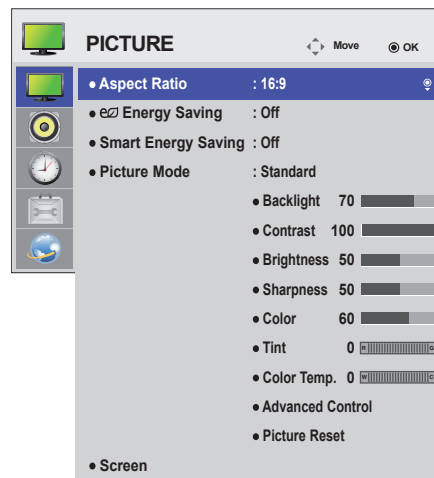 PICTURE Move OK
● Aspect Ratio : 16:9
● Energy Saving : Off
● Smart Energy Saving : Off
● Picture Mode : Standard
● Backlight 70
● Contrast 100
● Brightness 50
● Sharpness 50
● Color 60
● Tint 0 R G
● Color Temp. 0 W C
● Advanced Control
● Picture Reset
● Screen